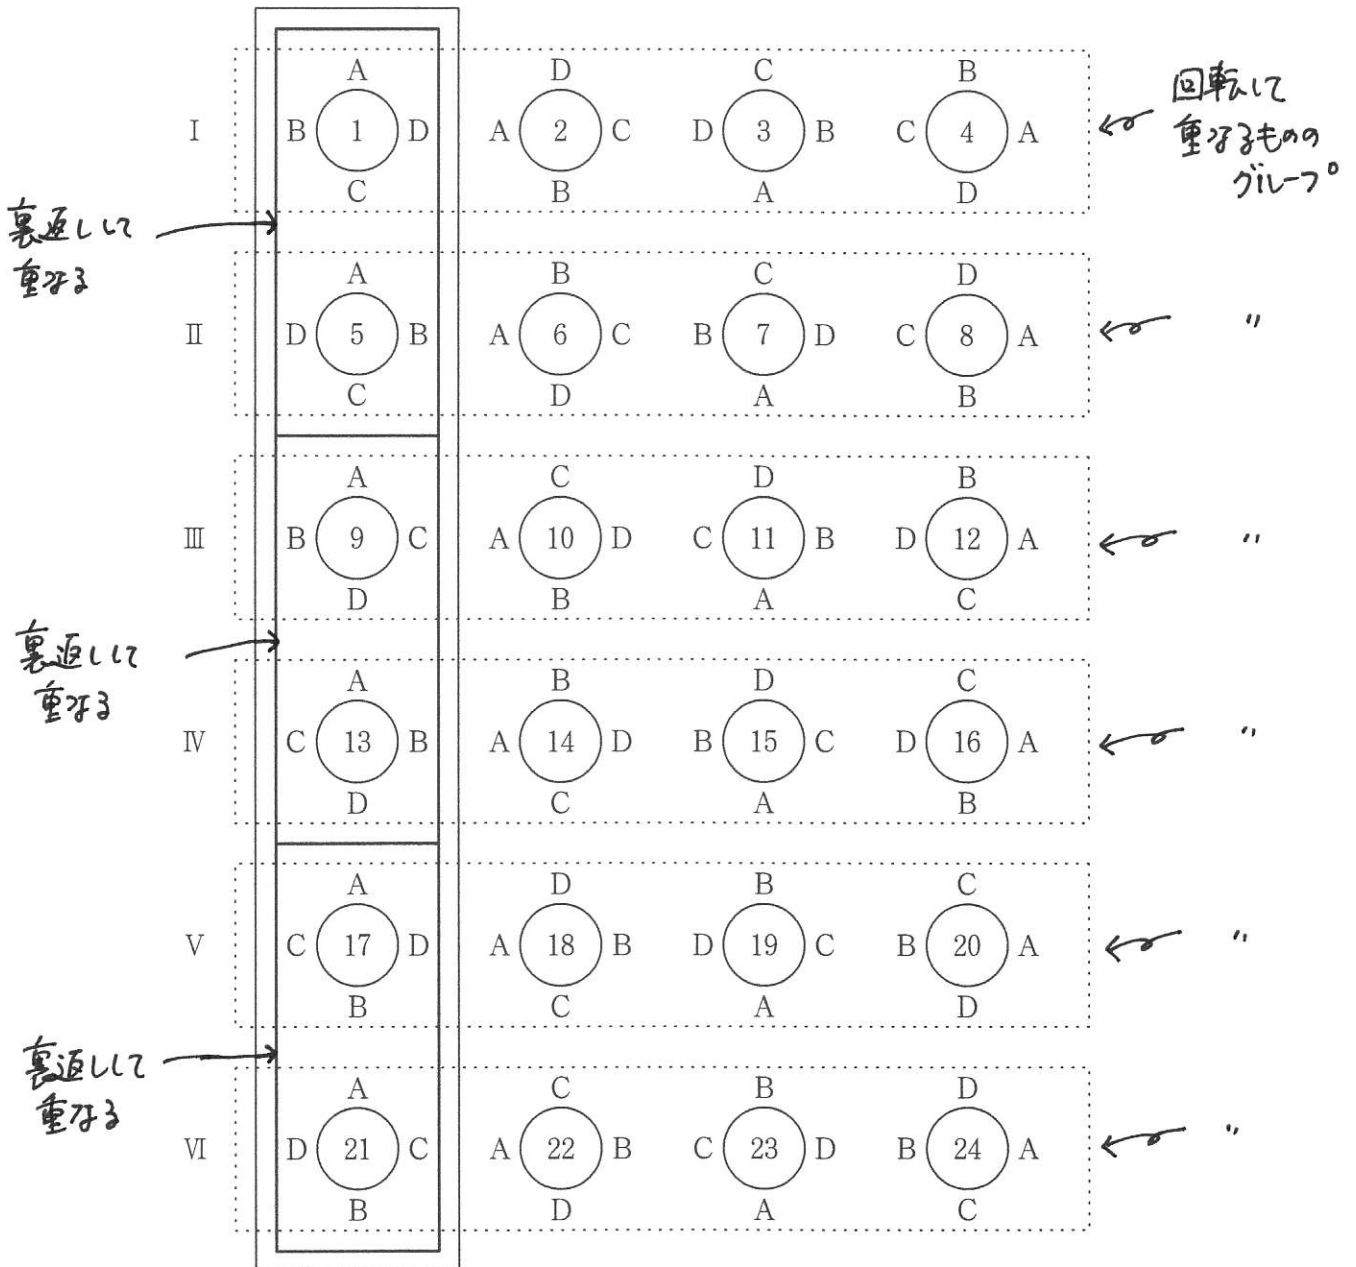 A D C B
I B 1 D A 2 C D 3 B C 4 A
C B A D
回転して
重なるものの
グループ
裏返しして
重なる
A B C D
II D 5 B A 6 C B 7 D C 8 A 〃
C D A B
A C D B
III B 9 C A 10 D C 11 B D 12 A 〃
D B A C
裏返しして
重なる
A B D C
IV C 13 B A 14 D B 15 C D 16 A 〃
D C A B
A D B C
V C 17 D A 18 B D 19 C B 20 A 〃
B C A D
裏返しして
重なる
A C B D
VI D 21 C A 22 B C 23 D B 24 A 〃
B D A C